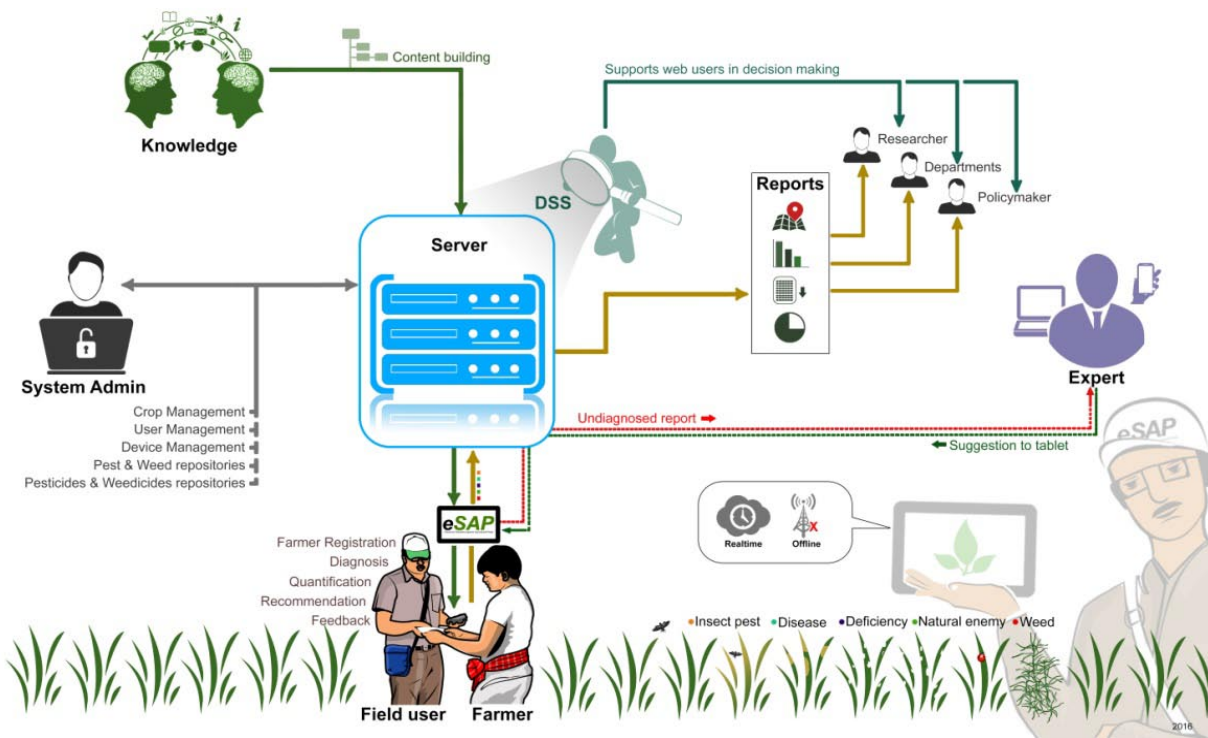 Content building
Knowledge
Supports web users in decision making
DSS
Researcher
Departments
Policymaker
Reports
Server
System Admin
Crop Management
User Management
Device Management
Pest & Weed repositories
Pesticides & Weedicides repositories
Expert
Undiagnosed report
Suggestion to tablet
eSAP
eSAP
Realtime
Offline
Farmer Registration
Diagnosis
Quantification
Recommendation
Feedback
Insect pest
Disease
Deficiency
Natural enemy
Weed
Field user
Farmer
2016